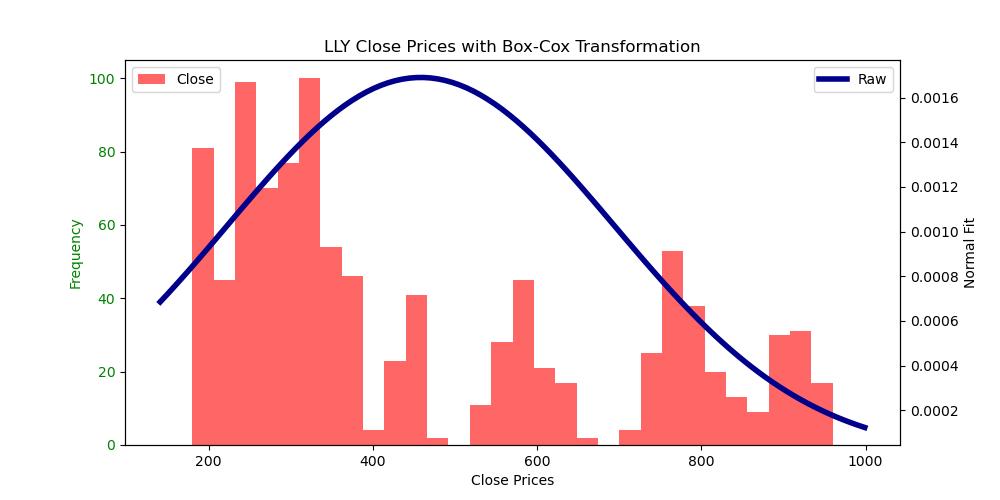 LLY Close Prices with Box-Cox Transformation
Close
Raw
100
80
60
40
20
0
Frequency
0.0016
0.0014
0.0012
0.0010
0.0008
0.0006
0.0004
0.0002
Normal Fit
200 400 600 800 1000
Close Prices